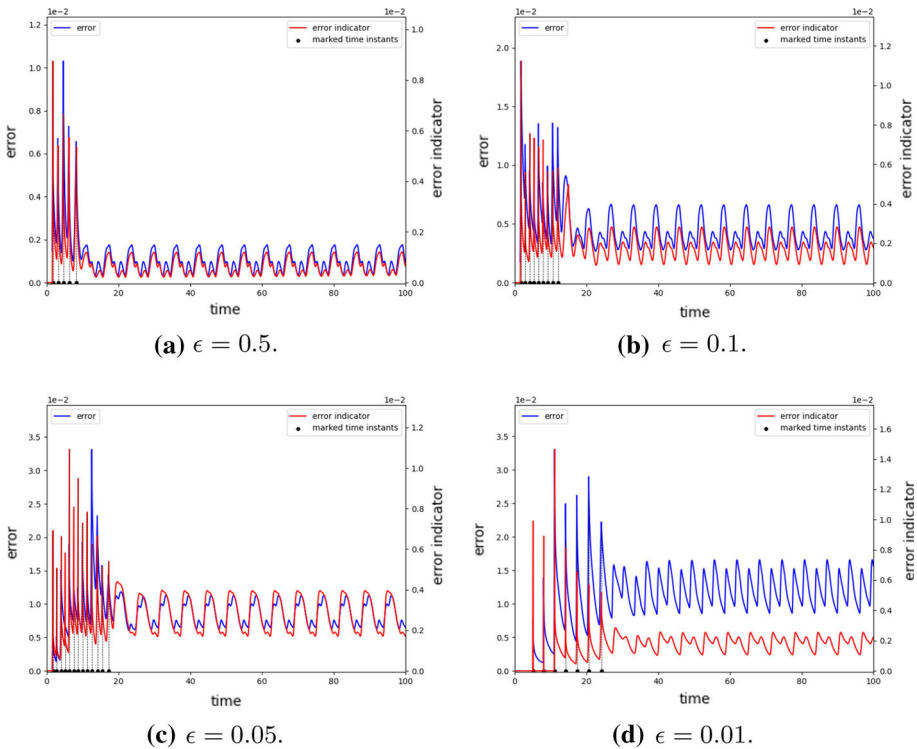 1e−2 1e−2
error error indicator
marked time instants
1.2 1.0
1.0 0.8
0.8 0.6
0.6 0.4
0.4 0.2
0.2 0.0
0.0
error
error indicator
0 20 40 60 80 100
time
(a) ϵ = 0.5.
1e−2 1e−2
error error indicator
marked time instants
2.0 1.2
1.5 1.0
1.0 0.8
0.5 0.6
0.0 0.4
0.2
0.0
error
error indicator
0 20 40 60 80 100
time
(b) ϵ = 0.1.
1e−2 1e−2
error error indicator
marked time instants
3.5 1.0
3.0 0.8
2.5 0.6
2.0 0.4
1.5 0.2
1.0 0.0
0.5
0.0
error
error indicator
0 20 40 60 80 100
time
(c) ϵ = 0.05.
1e−2 1e−2
error error indicator
marked time instants
3.5 1.6
3.0 1.4
2.5 1.2
2.0 1.0
1.5 0.8
1.0 0.6
0.5 0.4
0.0 0.2
0.0
error
error indicator
0 20 40 60 80 100
time
(d) ϵ = 0.01.